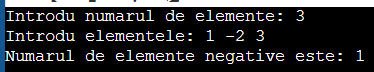 Introdu numarul de elemente: 3
Introdu elementele: 1 -2 3
Numarul de elemente negative este: 1